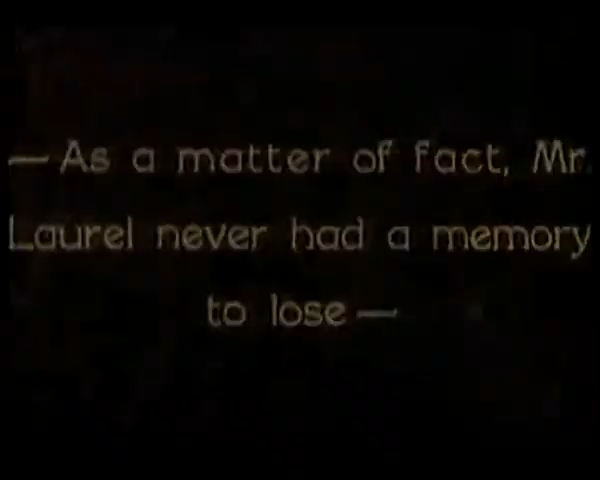 — As a matter of fact, Mr.
Laurel never had a memory
to lose —